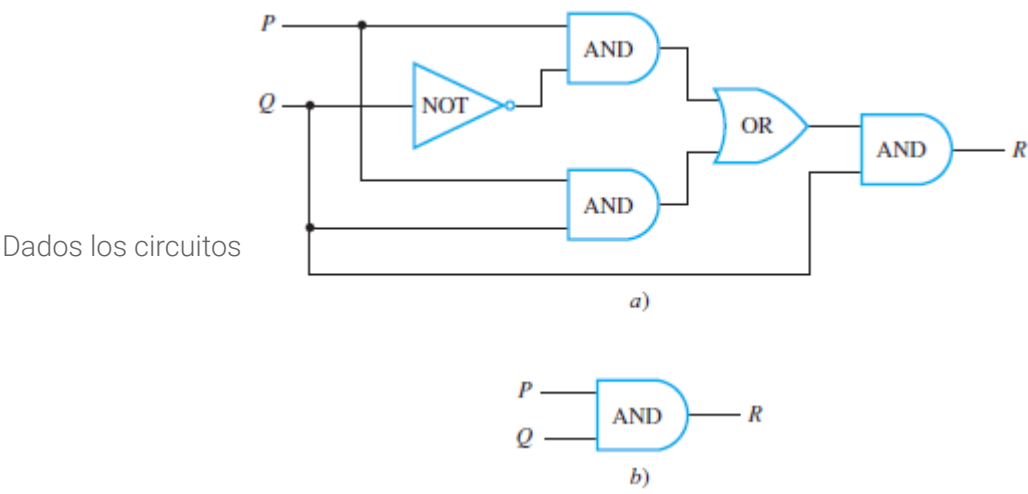 P
AND
Q
NOT
OR
AND
R
AND
Dados los circuitos
a)
P
AND
R
Q
b)